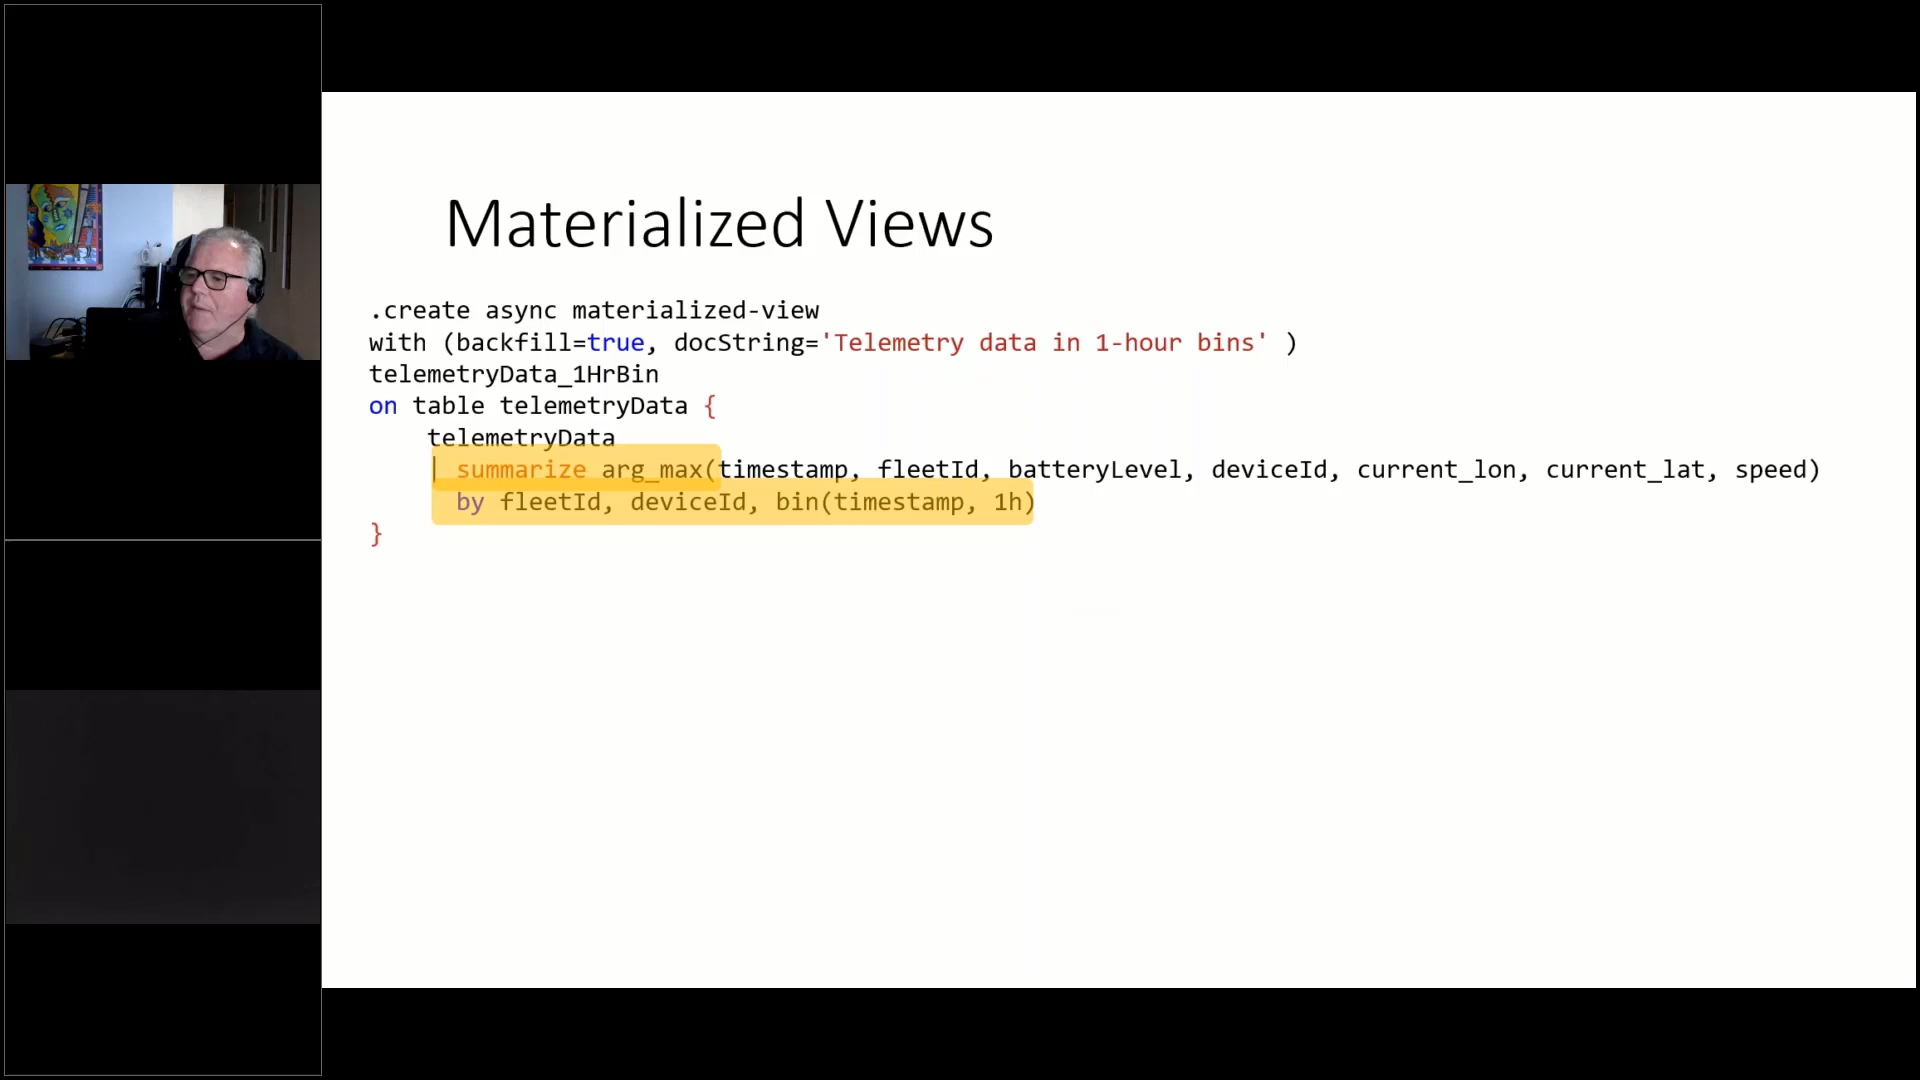 Materialized Views
.create async materialized-view
with (backfill=true, docString='Telemetry data in 1-hour bins' )
telemetryData_1HrBin
on table telemetryData {
telemetryData
| summarize arg_max(timestamp, fleetId, batteryLevel, deviceId, current_lon, current_lat, speed)
by fleetId, deviceId, bin(timestamp, 1h)
}